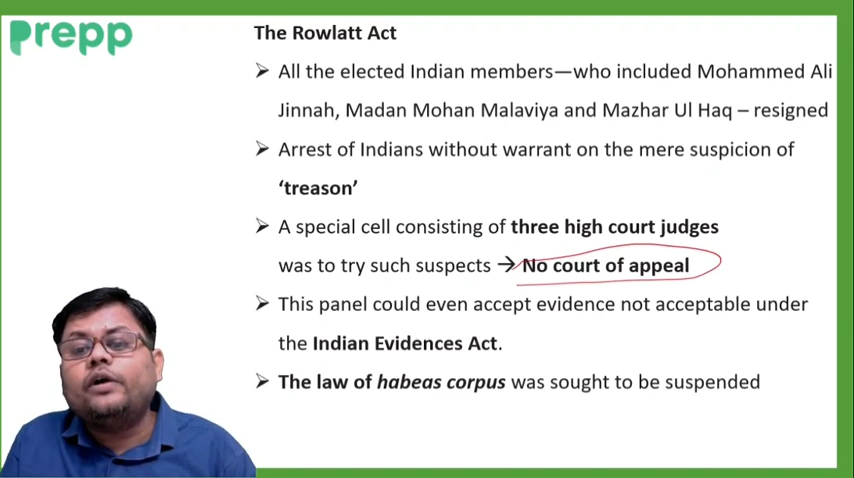 prepp
The Rowlatt Act
➢ All the elected Indian members—who included Mohammed Ali
Jinnah, Madan Mohan Malaviya and Mazhar Ul Haq – resigned
➢ Arrest of Indians without warrant on the mere suspicion of
‘treason’
➢ A special cell consisting of three high court judges
was to try such suspects → No court of appeal
➢ This panel could even accept evidence not acceptable under
the Indian Evidences Act.
➢ The law of habeas corpus was sought to be suspended